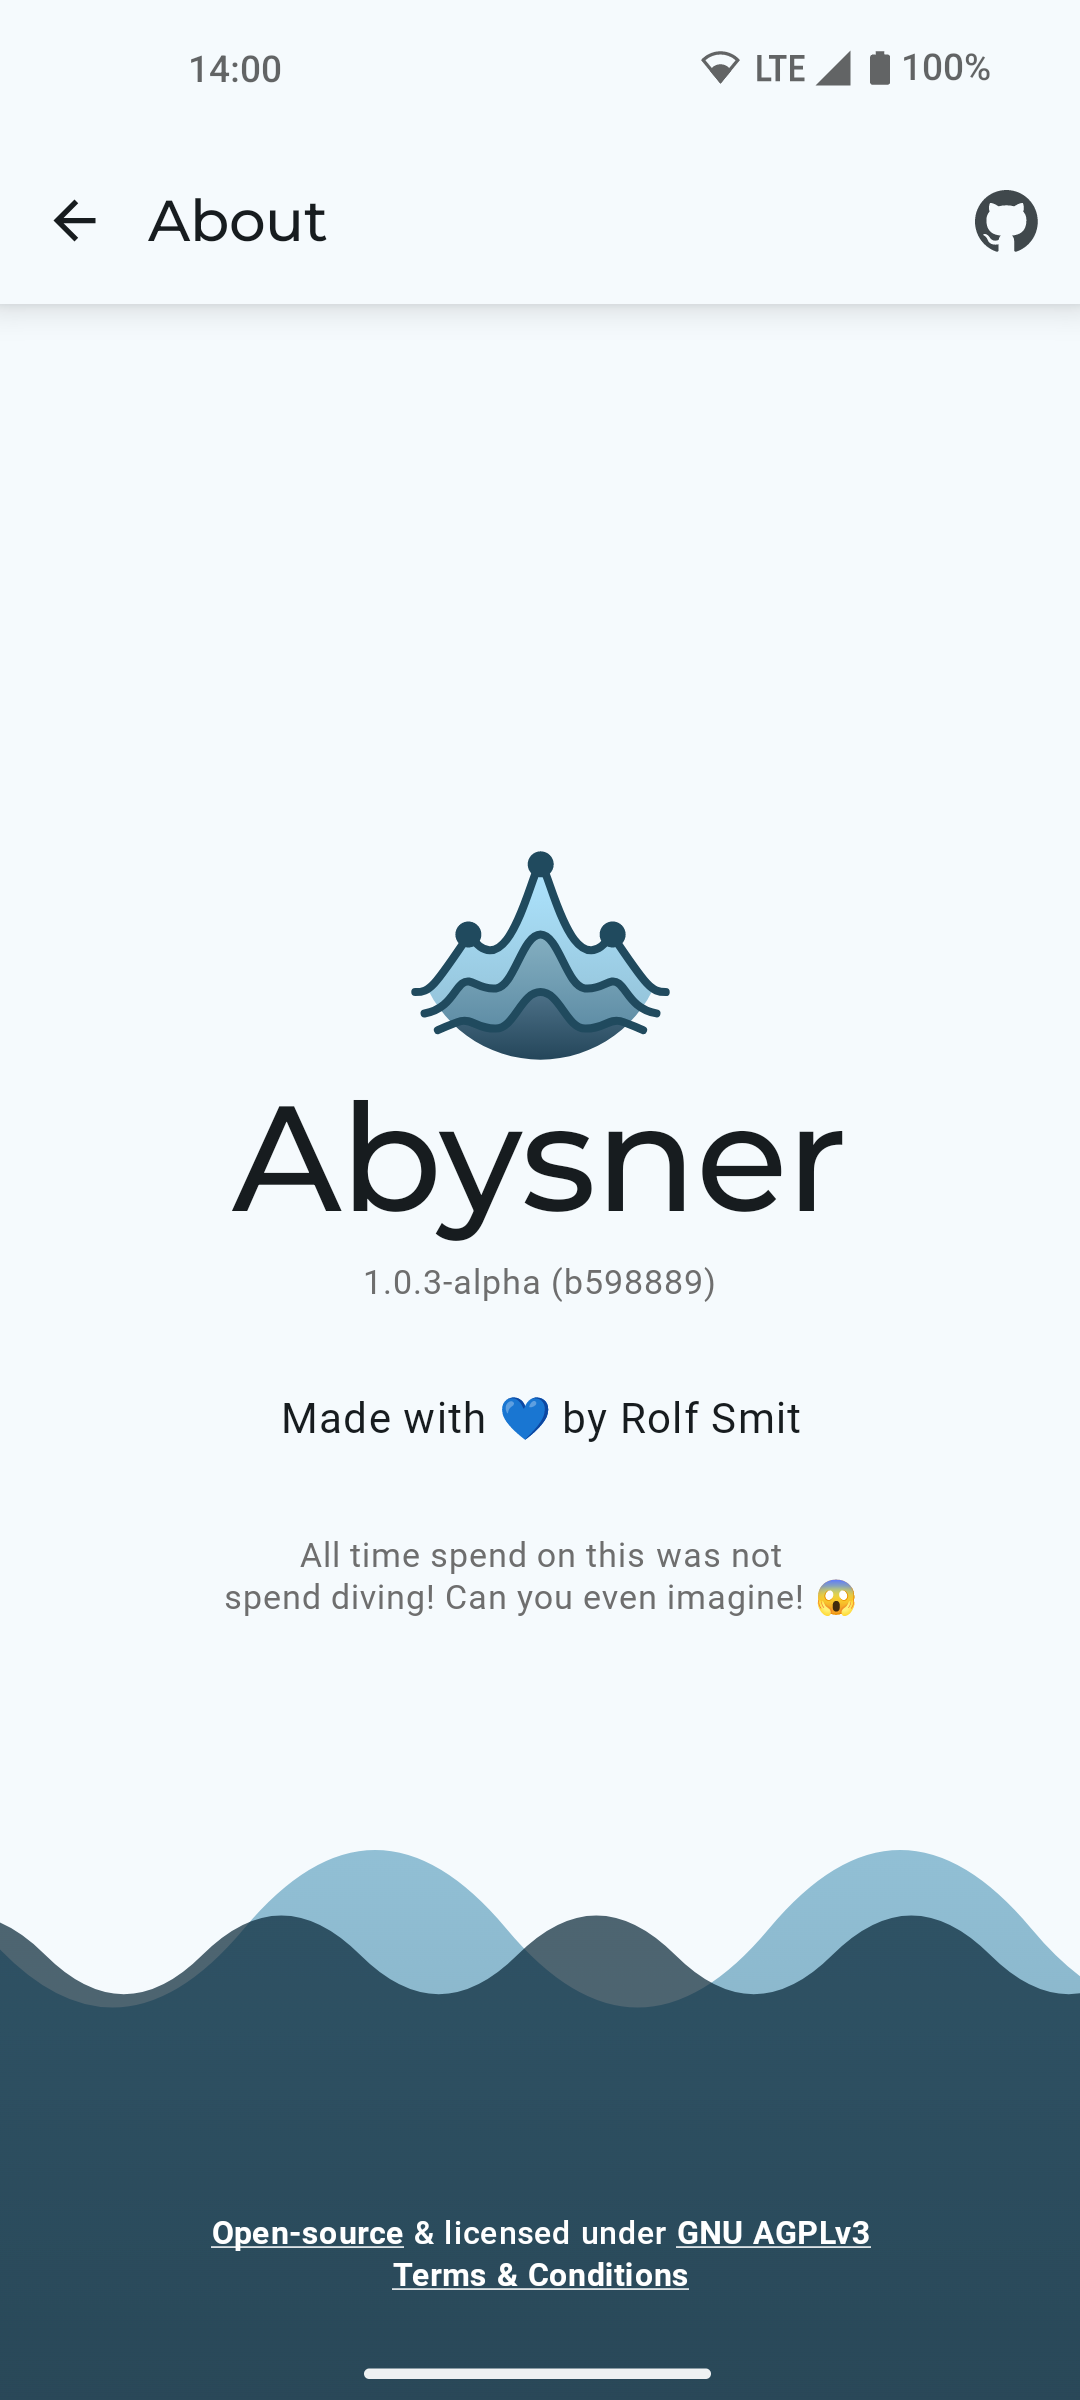 14:00 LTE 100%
About
Abysner
1.0.3-alpha (b598889)
Made with 💙 by Rolf Smit
All time spend on this was not
spend diving! Can you even imagine! 😱
Open-source & licensed under GNU AGPLv3
Terms & Conditions